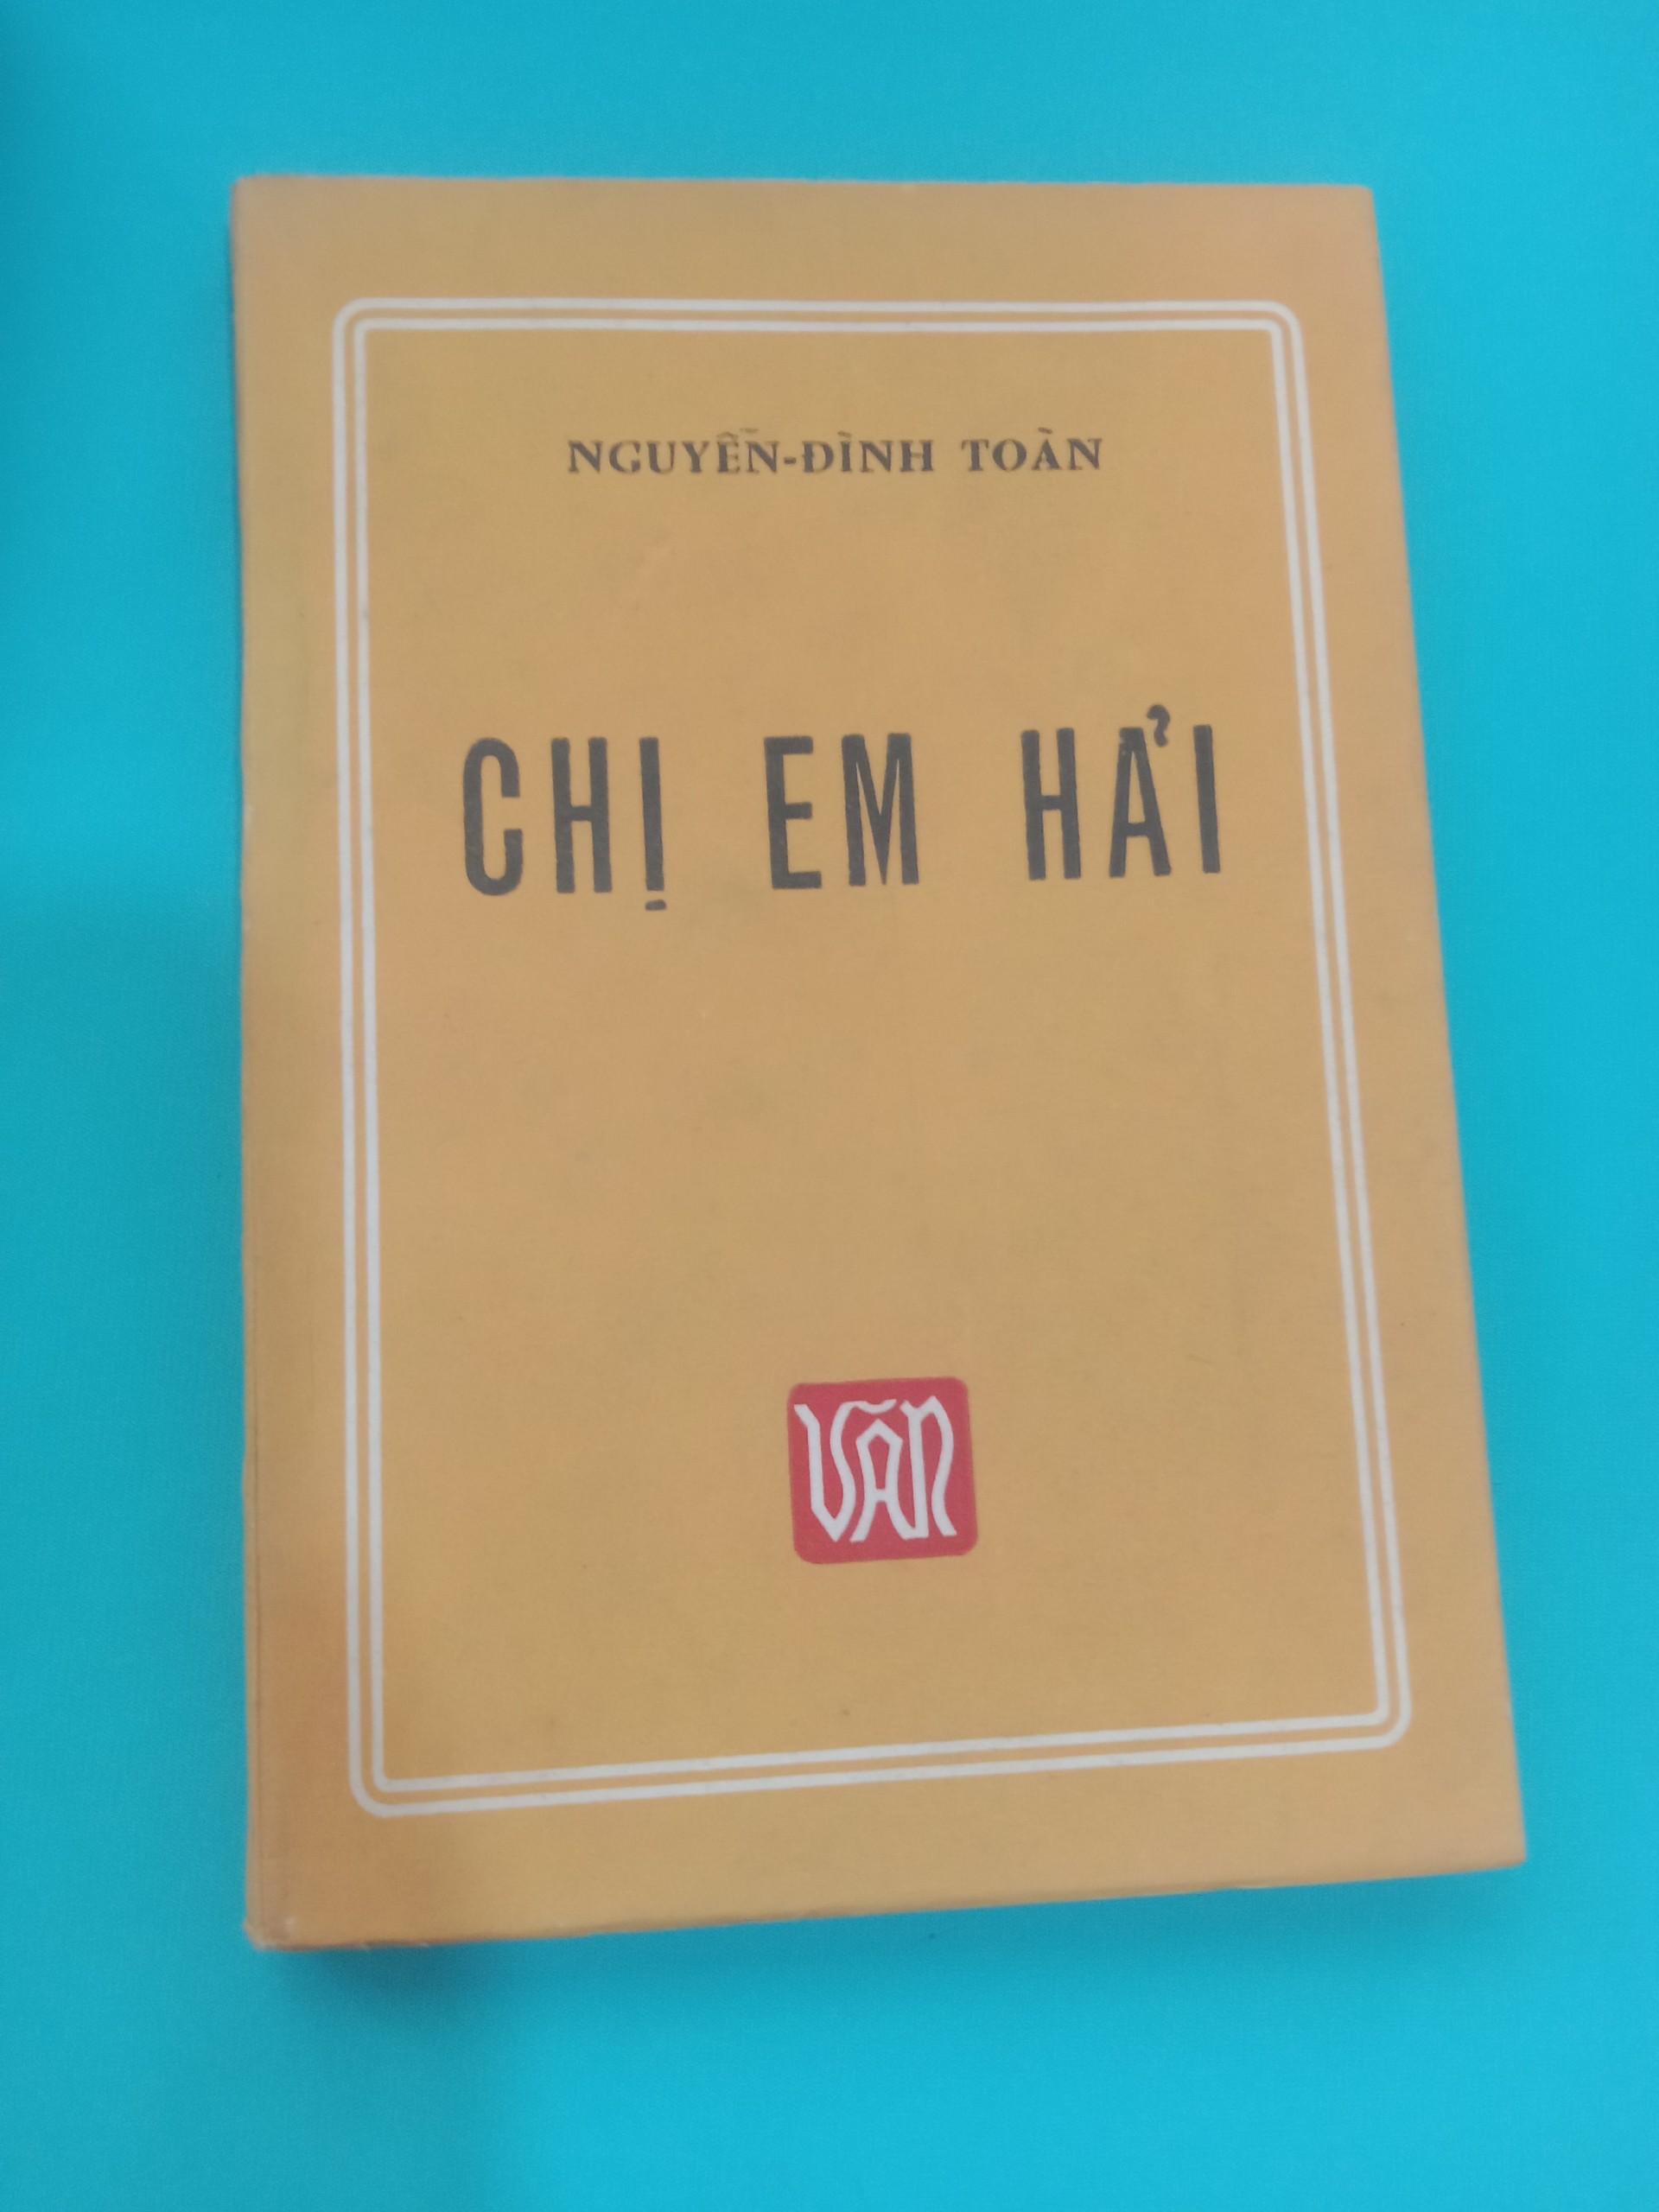 NGUYỄN-ĐÌNH TOÀN
CHỊ EM HẢI
VĂN